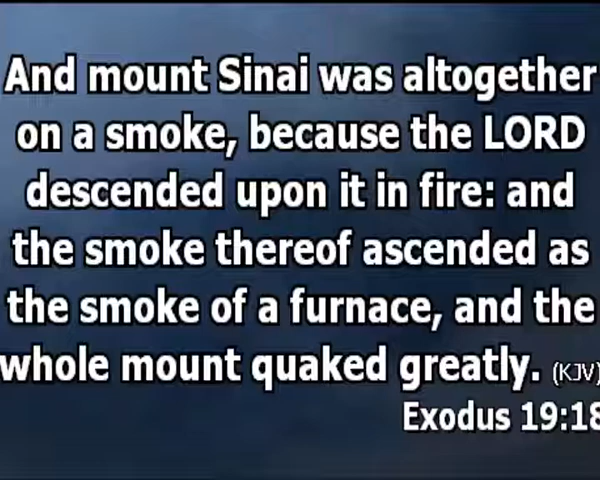 And mount Sinai was altogether
on a smoke, because the LORD
descended upon it in fire: and
the smoke thereof ascended as
the smoke of a furnace, and the
whole mount quaked greatly. (KJV)
Exodus 19:18